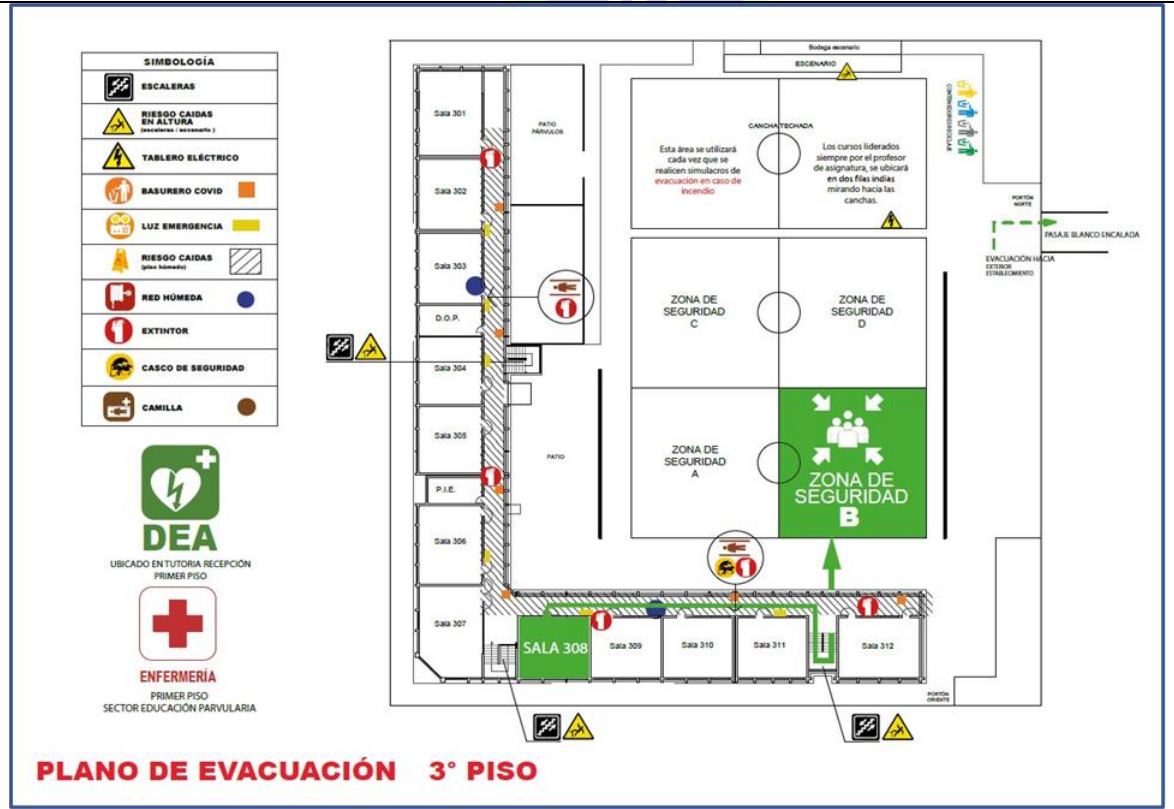 SIMBOLOGÍA
ESCALERAS
RIESGO CAIDAS
EN ALTURA
(escaleras / escenario )
TABLERO ELÉCTRICO
BASURERO COVID
LUZ EMERGENCIA
RIESGO CAIDAS
(piso húmedo)
RED HÚMEDA
EXTINTOR
CASCO DE SEGURIDAD
CAMILLA
DEA
UBICADO EN TUTORIA RECEPCIÓN
PRIMER PISO
ENFERMERÍA
PRIMER PISO
SECTOR EDUCACIÓN PARVULARIA
Sala 301
Sala 302
Sala 303
D.O.P.
Sala 304
Sala 305
P.I.E.
Sala 306
Sala 307
SALA 308
Sala 309
Sala 310
Sala 311
Sala 312
PATIO
PÁRVULOS
PATIO
Bodega escenario
ESCENARIO
CANCHA TECHADA
Esta área se utilizará
cada vez que se
realicen simulacros de
evacuación en caso de
incendio
Los cursos liderados
siempre por el profesor
de asignatura, se ubicará
en dos filas indias
mirando hacia las
canchas.
ZONA DE
SEGURIDAD
C
ZONA DE
SEGURIDAD
D
ZONA DE
SEGURIDAD
A
ZONA DE
SEGURIDAD
B
CONTENEDORES RECICLAJE
PORTÓN
NORTE
PASAJE BLANCO ENCALADA
EVACUACIÓN HACIA
EXTERIOR
ESTABLECIMIENTO
PORTÓN
ORIENTE
PLANO DE EVACUACIÓN 3° PISO